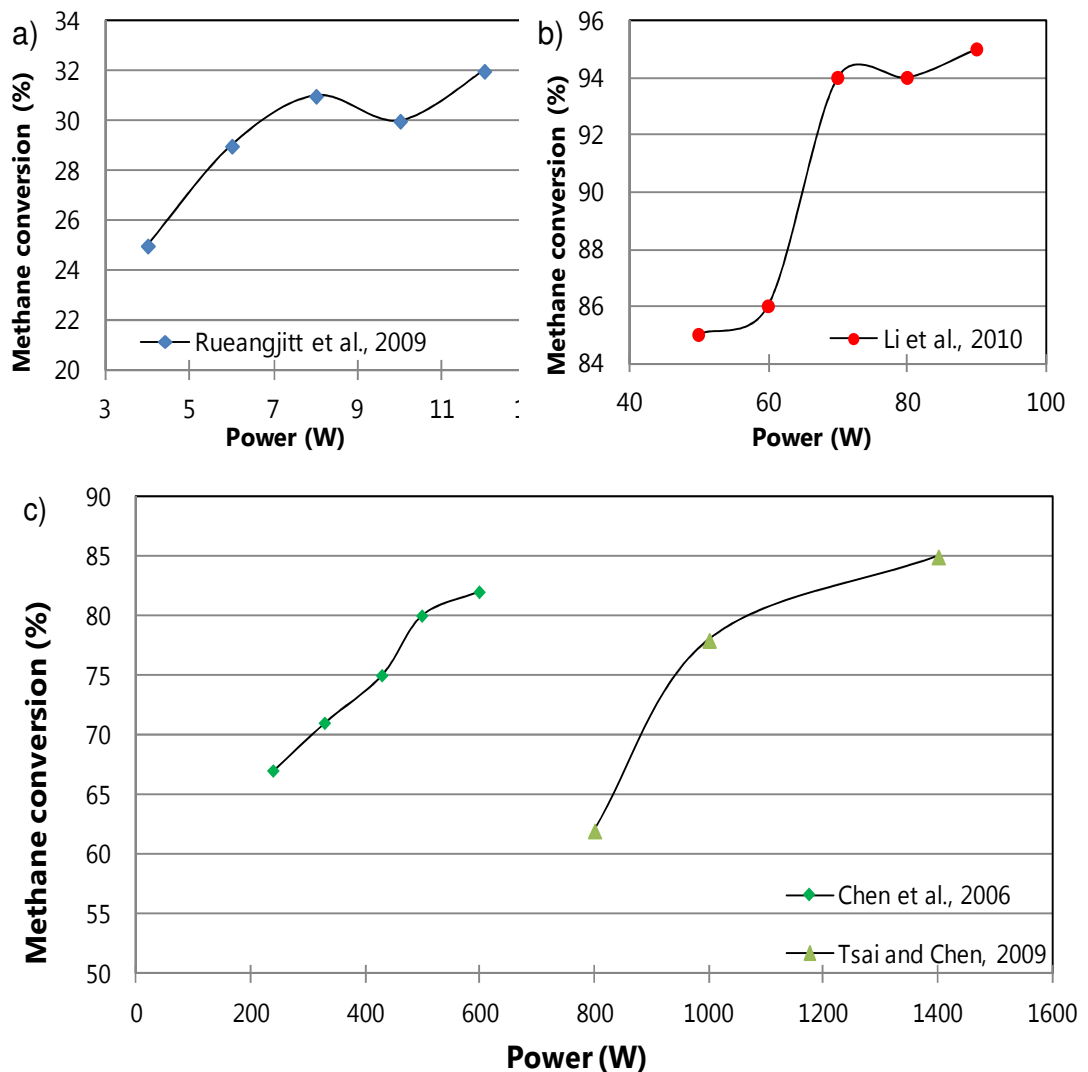 a)
Methane conversion (%)
34
32
30
28
26
24
22
20
3 5 7 9 11 1
Power (W)
Rueangjitt et al., 2009
b)
Methane conversion (%)
96
94
92
90
88
86
84
40 60 80 100
Power (W)
Li et al., 2010
c)
Methane conversion (%)
90
85
80
75
70
65
60
55
50
0 200 400 600 800 1000 1200 1400 1600
Power (W)
Chen et al., 2006
Tsai and Chen, 2009